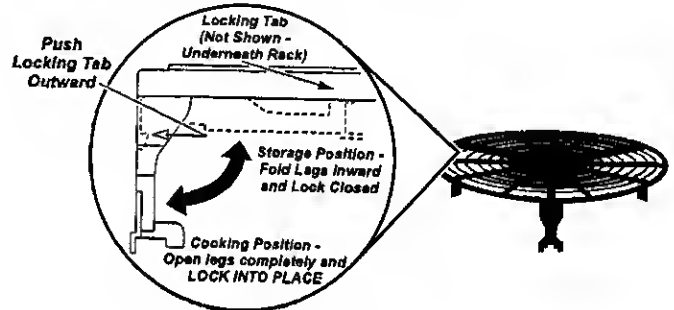 Locking Tab
(Not Shown -
Underneath Rack)
Push
Locking Tab
Outward
Storage Position -
Fold Legs Inward
and Lock Closed
Cooking Position -
Open legs completely and
LOCK INTO PLACE